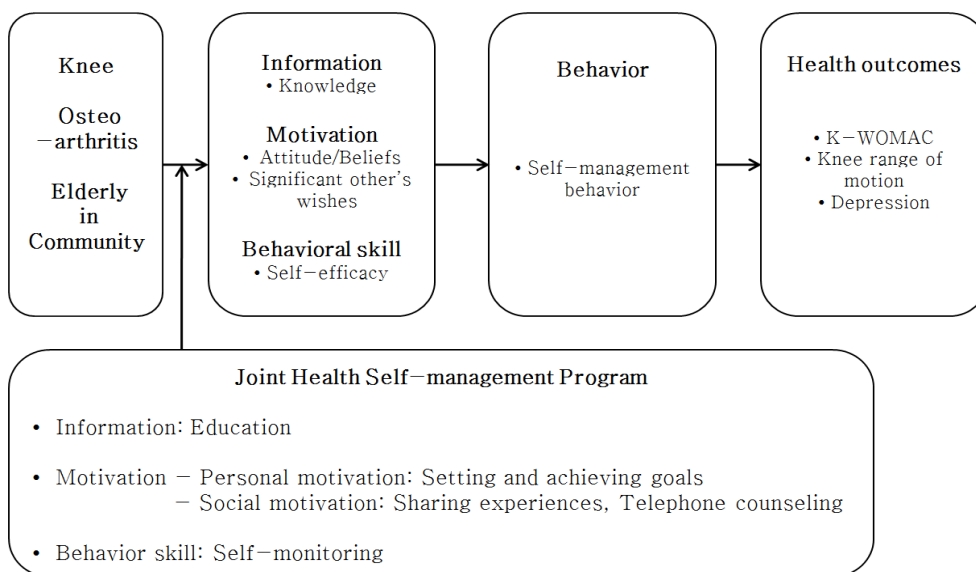 Knee
Osteo
-arthritis
Elderly
in
Community
Information
• Knowledge
Motivation
• Attitude/Beliefs
• Significant other's
wishes
Behavioral skill
• Self-efficacy
Behavior
• Self-management
behavior
Health outcomes
• K-WOMAC
• Knee range of
motion
• Depression
Joint Health Self-management Program
• Information: Education
• Motivation - Personal motivation: Setting and achieving goals
- Social motivation: Sharing experiences, Telephone counseling
• Behavior skill: Self-monitoring